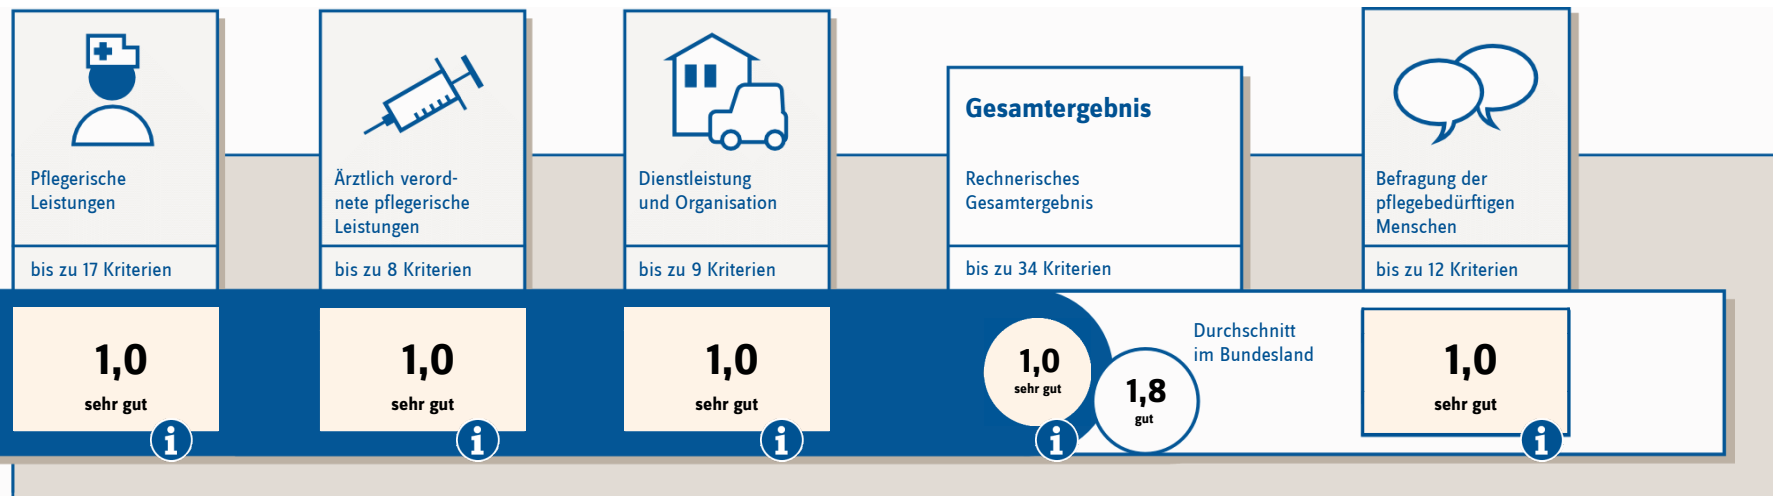 Pflegerische
Leistungen
bis zu 17 Kriterien
1,0
sehr gut
i
Ärztlich verord-
nete pflegerische
Leistungen
bis zu 8 Kriterien
1,0
sehr gut
i
Dienstleistung
und Organisation
bis zu 9 Kriterien
1,0
sehr gut
i
Gesamtergebnis
Rechnerisches
Gesamtergebnis
bis zu 34 Kriterien
1,0
sehr gut
i
1,8
gut
Durchschnitt
im Bundesland
Befragung der
pflegebedürftigen
Menschen
bis zu 12 Kriterien
1,0
sehr gut
i